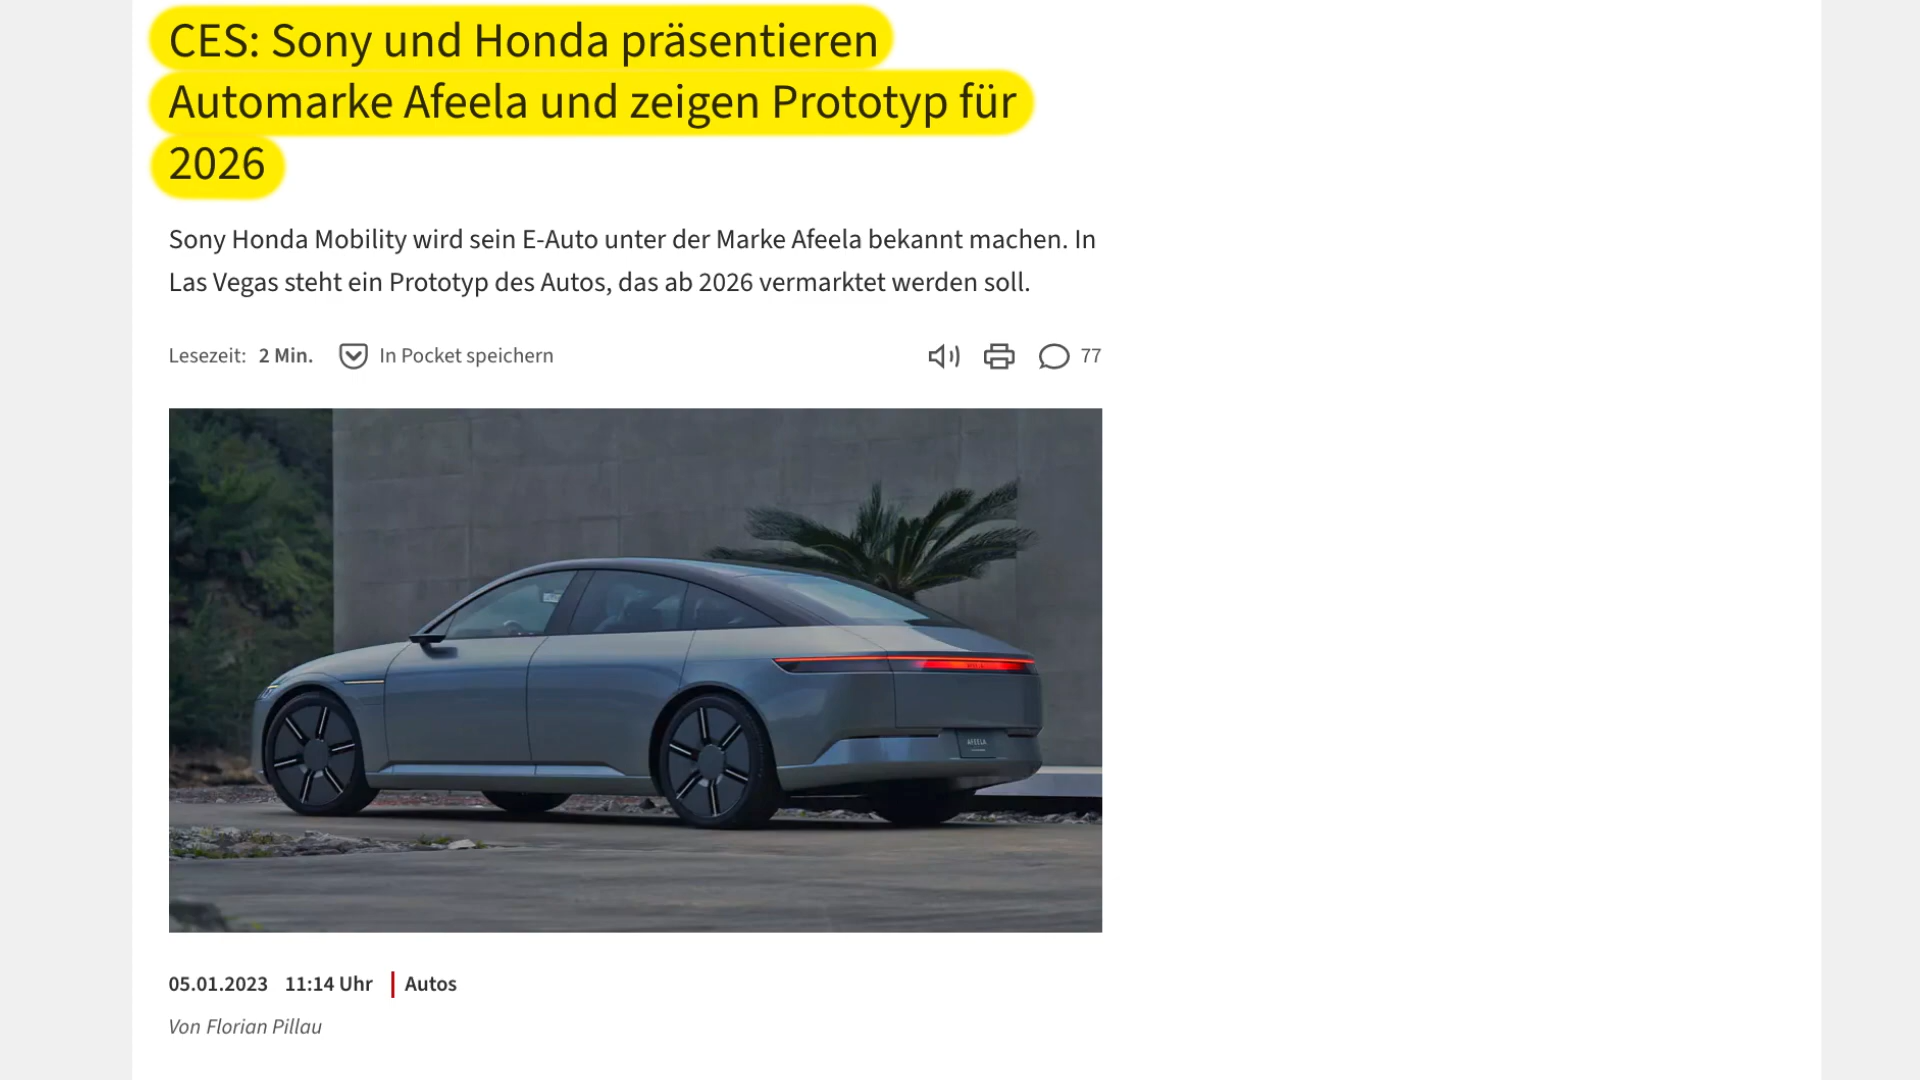 CES: Sony und Honda präsentieren
Automarke Afeela und zeigen Prototyp für
2026
Sony Honda Mobility wird sein E-Auto unter der Marke Afeela bekannt machen. In
Las Vegas steht ein Prototyp des Autos, das ab 2026 vermarktet werden soll.
Lesezeit: 2 Min. In Pocket speichern 77
AFEELA
05.01.2023 11:14 Uhr Autos
Von Florian Pillau